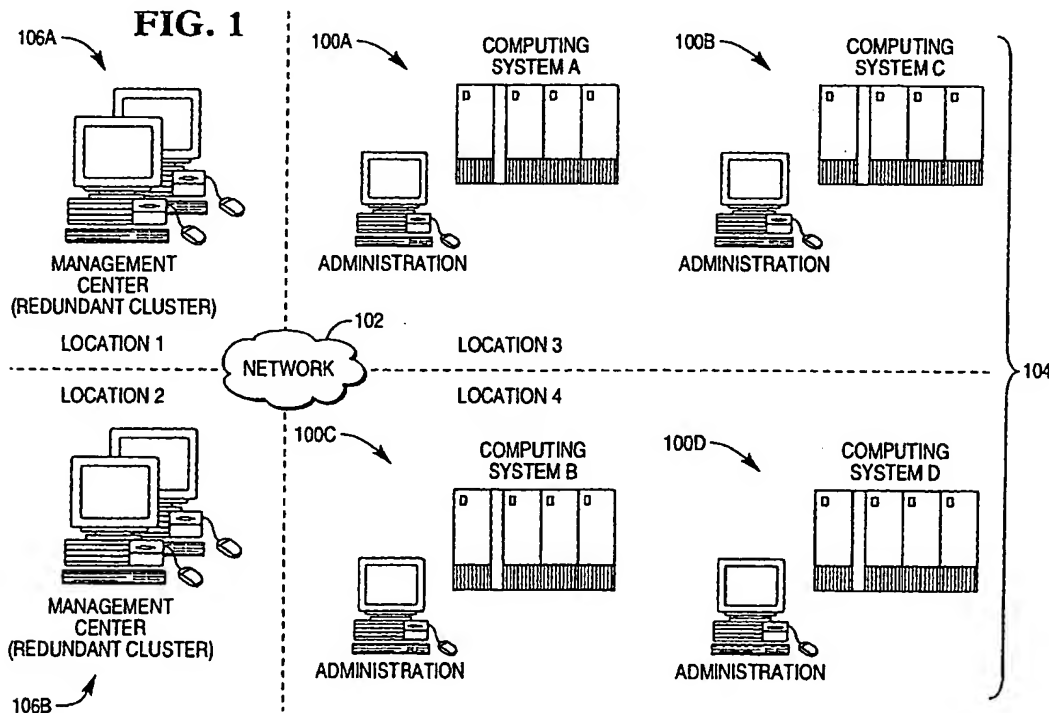 FIG. 1
106A
MANAGEMENT
CENTER
(REDUNDANT CLUSTER)
LOCATION 1
100A
COMPUTING
SYSTEM A
ADMINISTRATION
100B
COMPUTING
SYSTEM C
ADMINISTRATION
LOCATION 3
102
NETWORK
104
LOCATION 2
MANAGEMENT
CENTER
(REDUNDANT CLUSTER)
106B
LOCATION 4
100C
COMPUTING
SYSTEM B
ADMINISTRATION
100D
COMPUTING
SYSTEM D
ADMINISTRATION